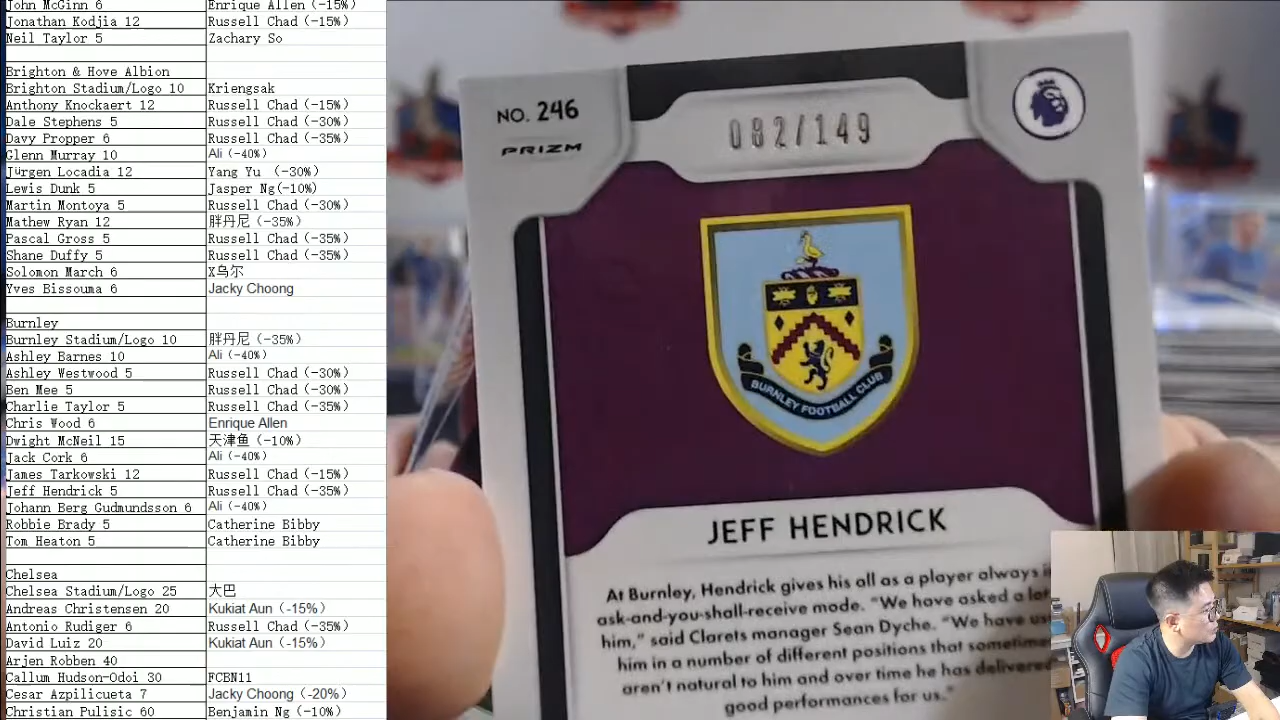 John McGinn 6 Enrique Allen (-15%)
Jonathan Kodjia 12 Russell Chad (-15%)
Neil Taylor 5 Zachary So
Brighton & Hove Albion
Brighton Stadium/Logo 10 Kriengsak
Anthony Knockaert 12 Russell Chad (-15%)
Dale Stephens 5 Russell Chad (-30%)
Davy Propper 6 Russell Chad (-35%)
Glenn Murray 10 Ali (-40%)
Jürgen Locadia 12 Yang Yu (-30%)
Lewis Dunk 5 Jasper Ng(-10%)
Martin Montoya 5 Russell Chad (-30%)
Mathew Ryan 12 胖丹尼 (-35%)
Pascal Gross 5 Russell Chad (-35%)
Shane Duffy 5 Russell Chad (-35%)
Solomon March 6 X乌尔
Yves Bissouma 6 Jacky Choong
Burnley
Burnley Stadium/Logo 10 胖丹尼 (-35%)
Ashley Barnes 10 Ali (-40%)
Ashley Westwood 5 Russell Chad (-30%)
Ben Mee 5 Russell Chad (-30%)
Charlie Taylor 5 Russell Chad (-35%)
Chris Wood 6 Enrique Allen
Dwight McNeil 15 天津鱼 (-10%)
Jack Cork 6 Ali (-40%)
James Tarkowski 12 Russell Chad (-15%)
Jeff Hendrick 5 Russell Chad (-35%)
Johann Berg Gudmundsson 6 Ali (-40%)
Robbie Brady 5 Catherine Bibby
Tom Heaton 5 Catherine Bibby
Chelsea
Chelsea Stadium/Logo 25 大巴
Andreas Christensen 20 Kukiat Aun (-15%)
Antonio Rudiger 6 Russell Chad (-35%)
David Luiz 20 Kukiat Aun (-15%)
Arjen Robben 40
Callum Hudson-Odoi 30 FCBN11
Cesar Azpilicueta 7 Jacky Choong (-20%)
Christian Pulisic 60 Benjamin Ng (-10%)
NO. 246
PRIZM
082/149
BURNLEY FOOTBALL CLUB
JEFF HENDRICK
At Burnley, Hendrick gives his all as a player always
ask-and-you-shall-receive mode. "We have asked a
him," said Clarets manager Sean Dyche. "We have
him in a number of different positions that
aren't natural to him and over time he has delivered
good performances for us."